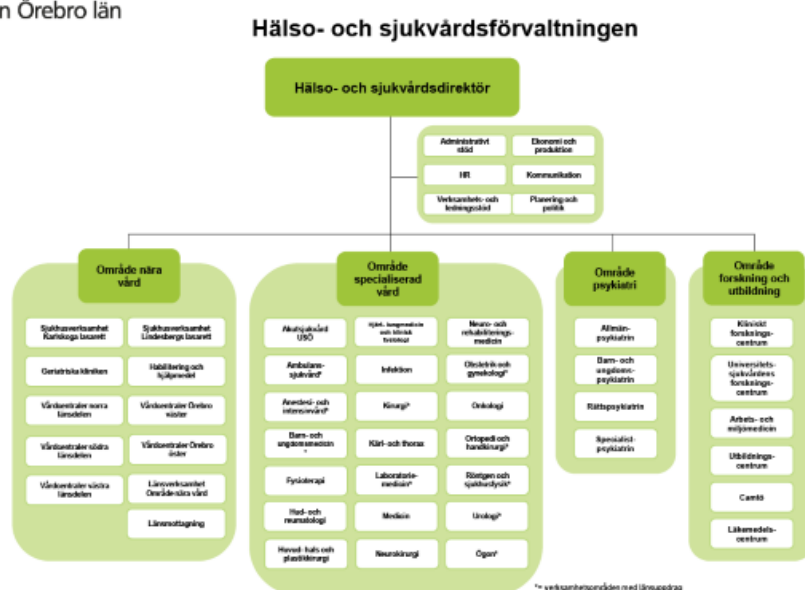 n Örebro län
Hälso- och sjukvårdsförvaltningen
Hälso- och sjukvårdsdirektör
Administrativt
stöd
Ekonomi och
produktion
HR
Kommunikation
Verksamhets- och
ledningsstöd
Planering och
politik
Område nära
vård
Sjukhusverksamhet
Karlskoga lasarett
Sjukhusverksamhet
Lindesbergs lasarett
Geriatriska kliniken
Habilitering och
hjälpmedel
Vårdcentraler norra
länsdelen
Vårdcentraler Örebro
väster
Vårdcentraler södra
länsdelen
Vårdcentraler Örebro
öster
Vårdcentraler västra
länsdelen
Länsverksamhet
Område nära vård
Länsmottagning
Område
specialiserad
vård
Akutsjukvård
USÖ
Hjärt- lungmedicin
och klinisk
fysiologi
Neuro- och
rehabiliterings-
medicin
Ambulans-
sjukvård*
Infektion
Obstetrik och
gynekologi*
Anestesi- och
intensivvård*
Kirurgi*
Onkologi
Barn- och
ungdomsmedicin
*
Kärl- och thorax
Ortopedi och
handkirurgi*
Fysioterapi
Laboratorie-
medicin*
Röntgen och
sjukhusfysik*
Hud- och
reumatologi
Medicin
Urologi*
Huvud- hals och
plastikkirurgi
Neurokirurgi
Ögon*
Område
psykiatri
Allmän-
psykiatrin
Barn- och
ungdoms-
psykiatrin
Rättspsykiatrin
Specialist-
psykiatrin
Område
forskning och
utbildning
Kliniskt
forsknings-
centrum
Universitets-
sjukvårdens
forsknings-
centrum
Arbets- och
miljömedicin
Utbildnings-
centrum
Camtö
Läkemedels-
centrum
*= verksamhetsområden med länsuppdrag